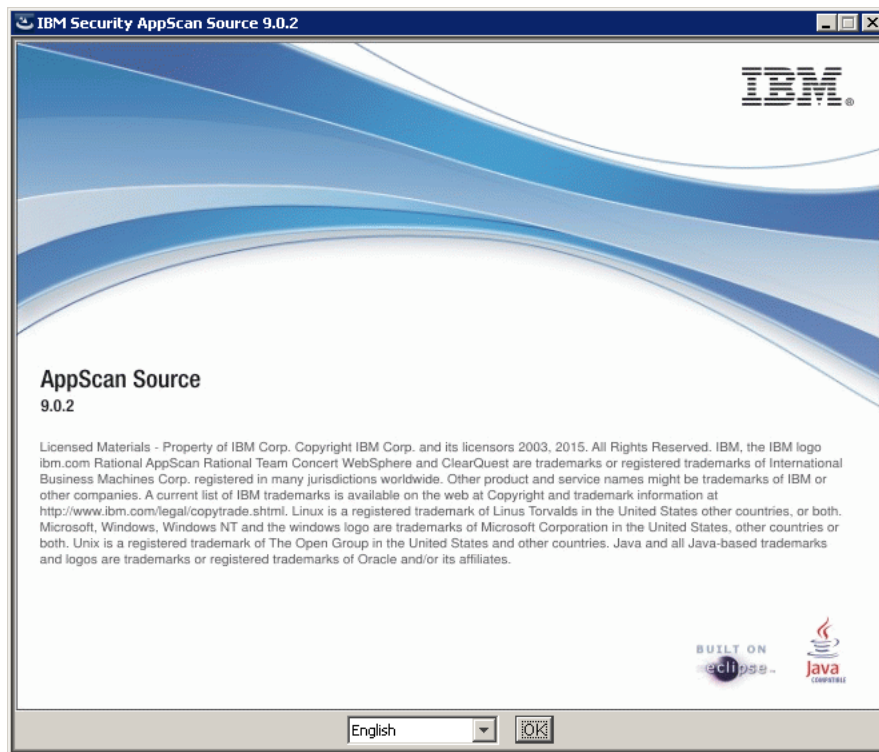 IBM Security AppScan Source 9.0.2
IBM®
AppScan Source
9.0.2
Licensed Materials - Property of IBM Corp. Copyright IBM Corp. and its licensors 2003, 2015. All Rights Reserved. IBM, the IBM logo
ibm.com Rational AppScan Rational Team Concert WebSphere and ClearQuest are trademarks or registered trademarks of International
Business Machines Corp. registered in many jurisdictions worldwide. Other product and service names might be trademarks of IBM or
other companies. A current list of IBM trademarks is available on the web at Copyright and trademark information at
http://www.ibm.com/legal/copytrade.shtml. Linux is a registered trademark of Linus Torvalds in the United States other countries, or both.
Microsoft, Windows, Windows NT and the windows logo are trademarks of Microsoft Corporation in the United States, other countries or
both. Unix is a registered trademark of The Open Group in the United States and other countries. Java and all Java-based trademarks
and logos are trademarks or registered trademarks of Oracle and/or its affiliates.
BUILT ON
eclipse™
Java
COMPATIBLE
English
OK